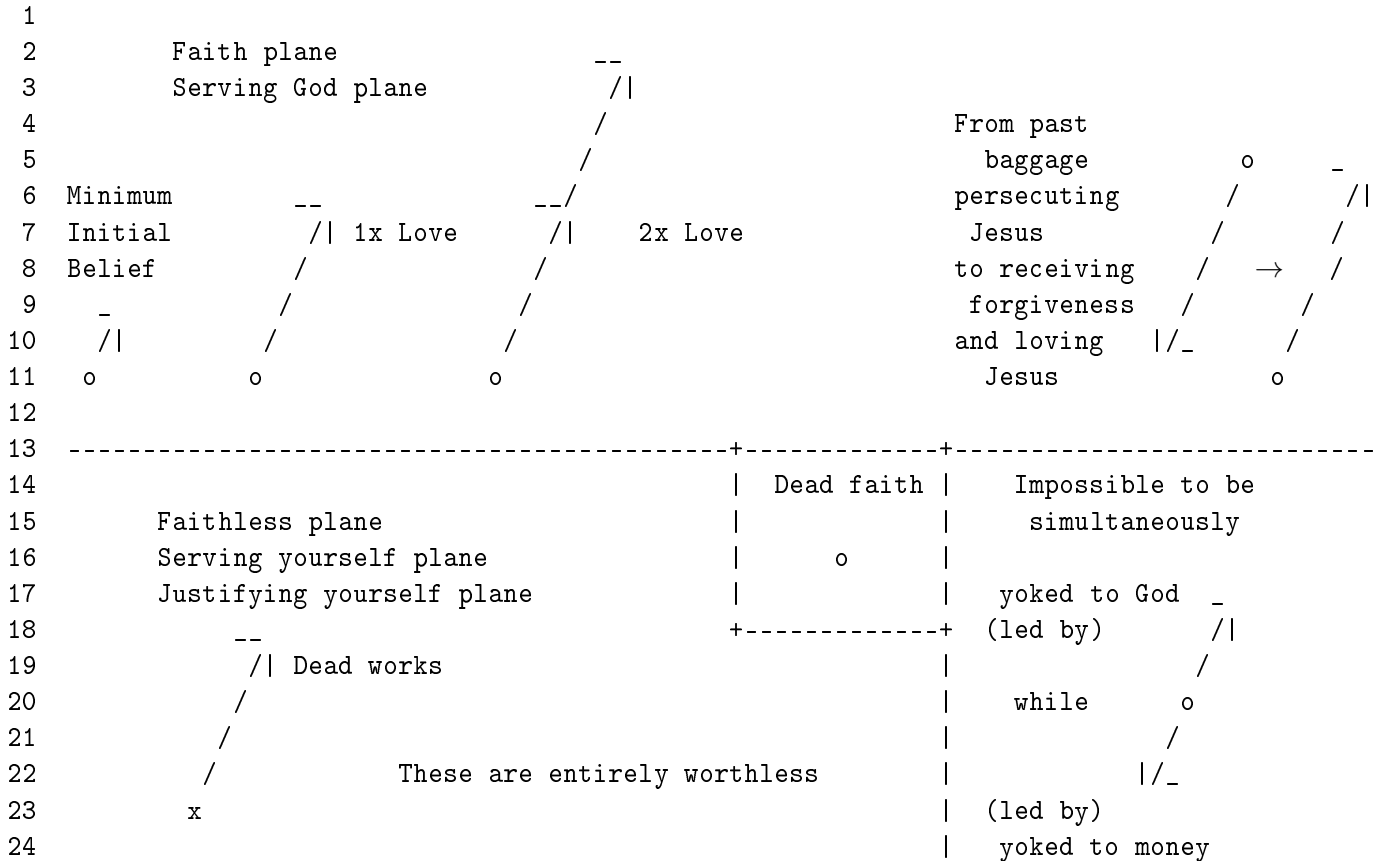 1
2 Faith plane __
3 Serving God plane /|
4 / From past
5 / baggage o _
6 Minimum __ __/ persecuting / /|
7 Initial /| 1x Love /| 2x Love Jesus / /
8 Belief / / to receiving / → /
9 _ / / forgiveness / /
10 /| / / and loving |/_ /
11 o o o Jesus o
12
13 --------------------------------------------+-------------+----------------------------
14 | Dead faith | Impossible to be
15 Faithless plane | | simultaneously
16 Serving yourself plane | o |
17 Justifying yourself plane | | yoked to God _
18 __ +-------------+ (led by) /|
19 /| Dead works | /
20 / | while o
21 / | /
22 / These are entirely worthless | |/_
23 x | (led by)
24 | yoked to money